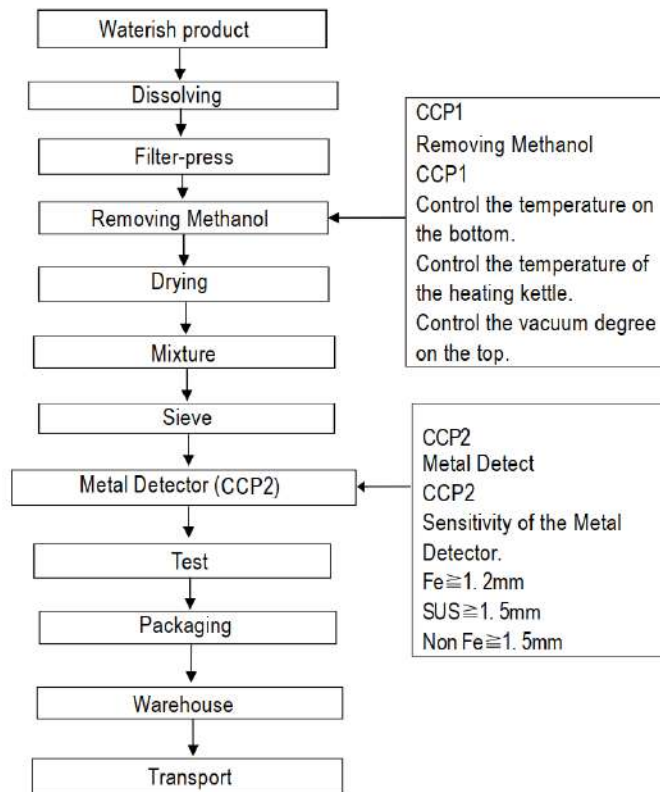 Waterish product
Dissolving
Filter-press
Removing Methanol
Drying
Mixture
Sieve
Metal Detector (CCP2)
Test
Packaging
Warehouse
Transport
CCP1
Removing Methanol
CCP1
Control the temperature on
the bottom.
Control the temperature of
the heating kettle.
Control the vacuum degree
on the top.
CCP2
Metal Detect
CCP2
Sensitivity of the Metal
Detector.
Fe≧1. 2mm
SUS≧1. 5mm
Non Fe≧1. 5mm